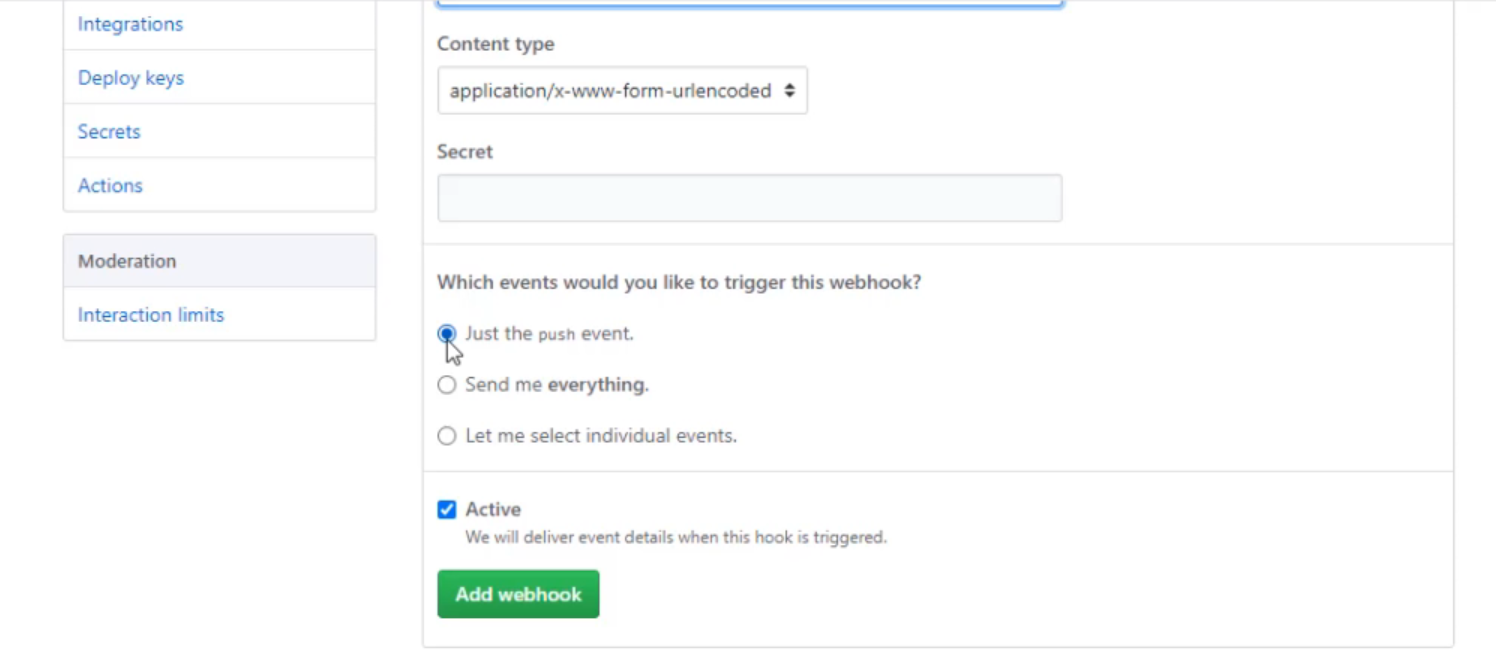 Integrations
Deploy keys
Secrets
Actions
Moderation
Interaction limits
Content type
application/x-www-form-urlencoded
Secret
Which events would you like to trigger this webhook?
Just the push event.
Send me everything.
Let me select individual events.
Active
We will deliver event details when this hook is triggered.
Add webhook